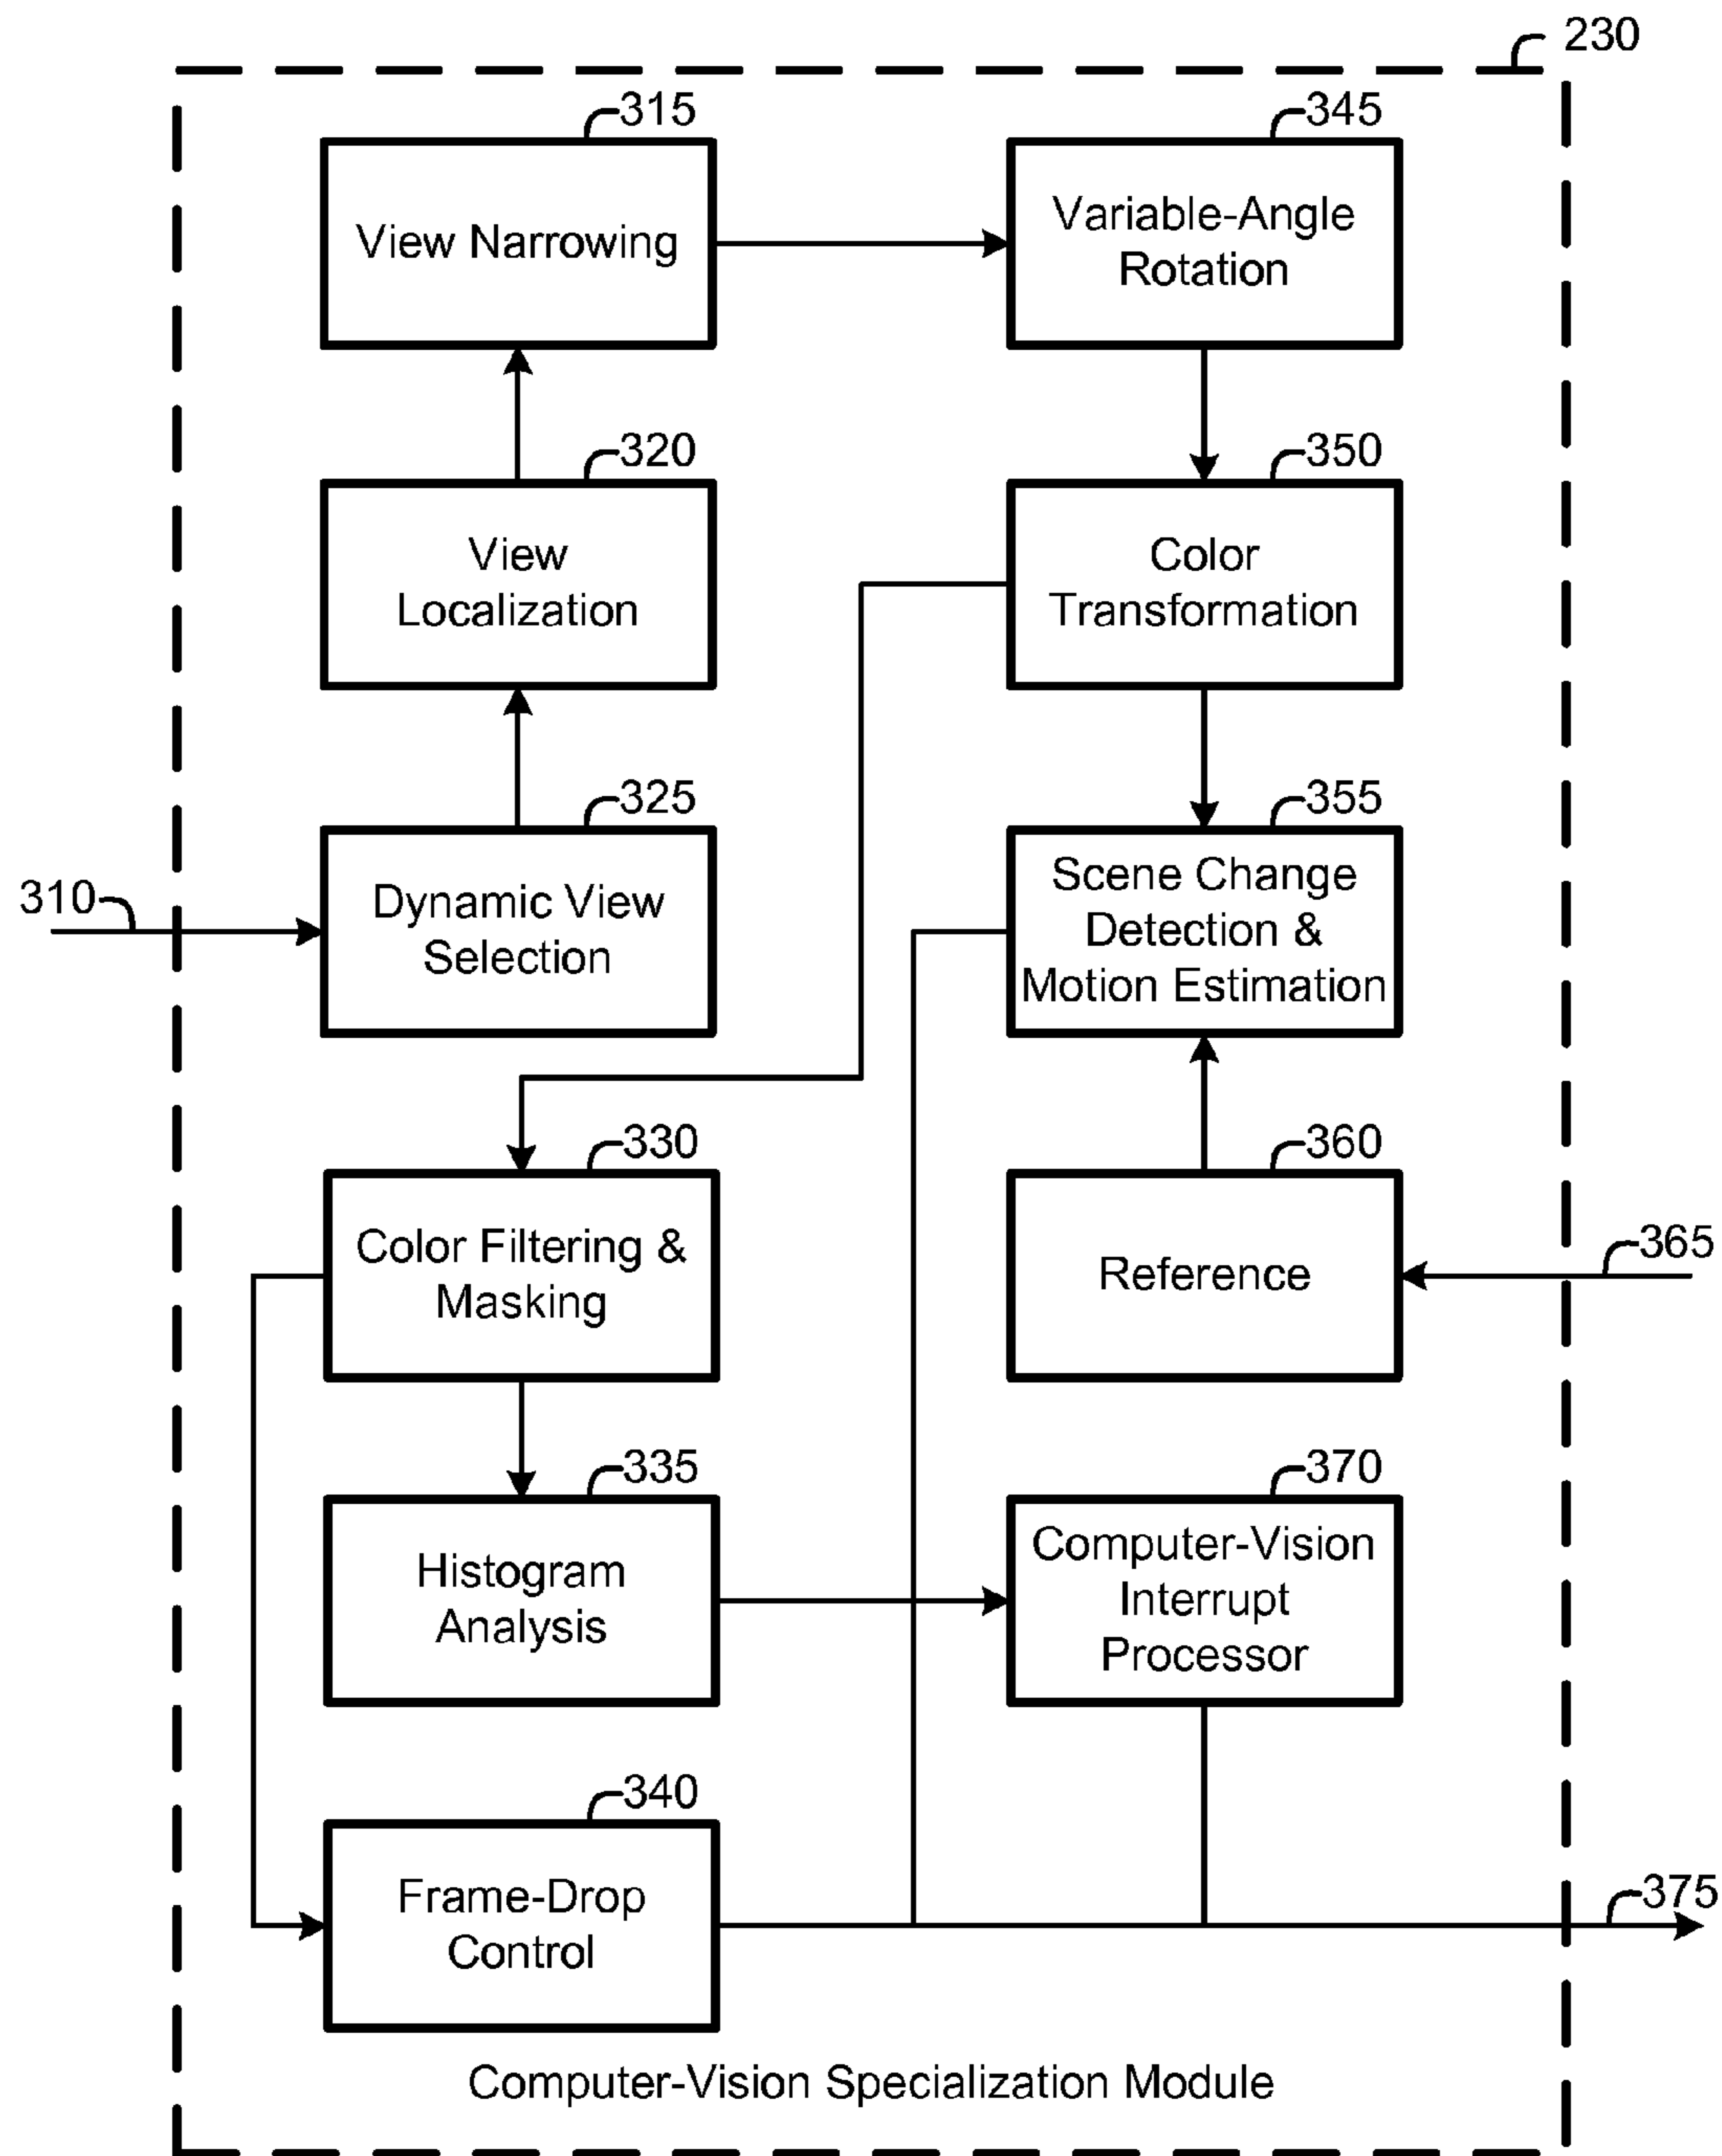 230
315
View Narrowing
345
Variable-Angle
Rotation
320
View
Localization
350
Color
Transformation
310
325
Dynamic View
Selection
355
Scene Change
Detection &
Motion Estimation
330
Color Filtering &
Masking
360
Reference
365
335
Histogram
Analysis
370
Computer-Vision
Interrupt
Processor
340
Frame-Drop
Control
375
Computer-Vision Specialization Module